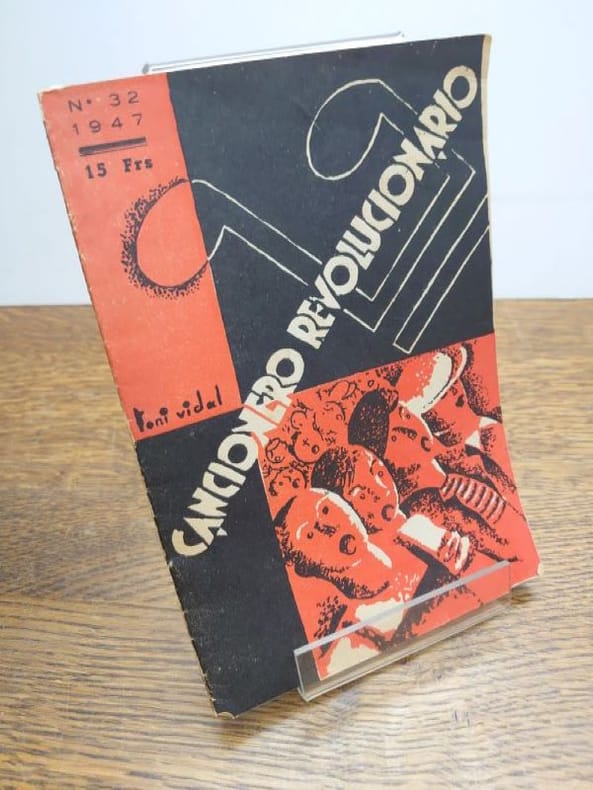 Nº 32
1947
15 Frs
CANCIONERO REVOLUCIONARIO
toni vidal